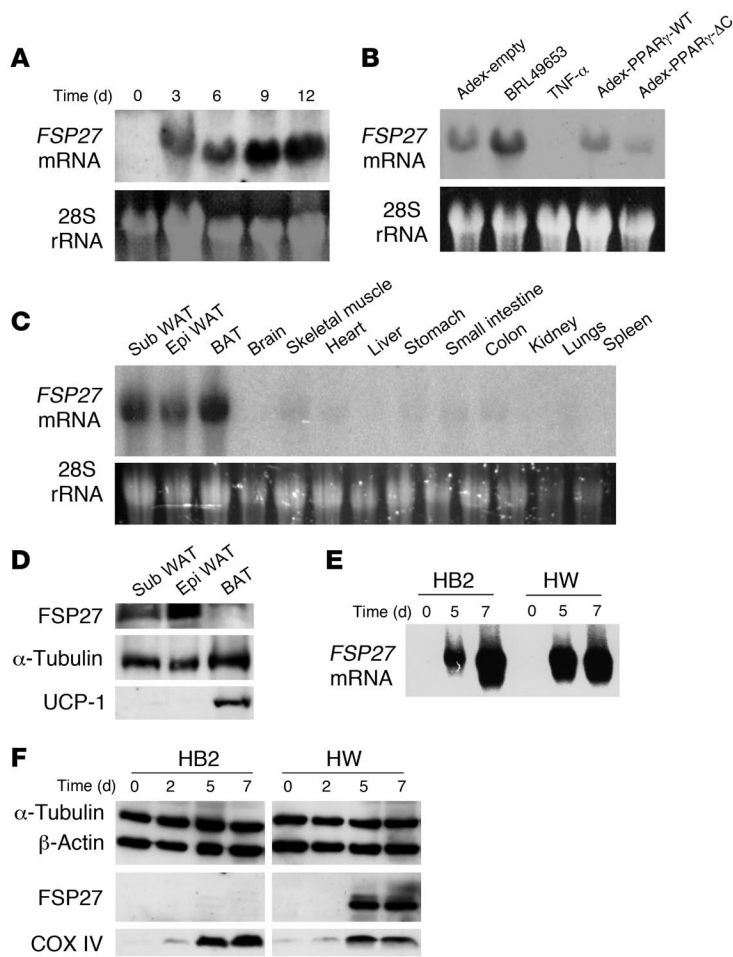 A
Time (d) 0 3 6 9 12
FSP27
mRNA
28S
rRNA
B
Adex-empty
BRL49653
TNF-α
Adex-PPARγ-WT
Adex-PPARγ-ΔC
FSP27
mRNA
28S
rRNA
C
Sub WAT
Epi WAT
BAT
Brain
Skeletal muscle
Heart
Liver
Stomach
Small intestine
Colon
Kidney
Lungs
Spleen
FSP27
mRNA
28S
rRNA
D
Sub WAT
Epi WAT
BAT
FSP27
α-Tubulin
UCP-1
E
HB2 HW
Time (d) 0 5 7 0 5 7
FSP27
mRNA
F
HB2 HW
Time (d) 0 2 5 7 0 2 5 7
α-Tubulin
β-Actin
FSP27
COX IV